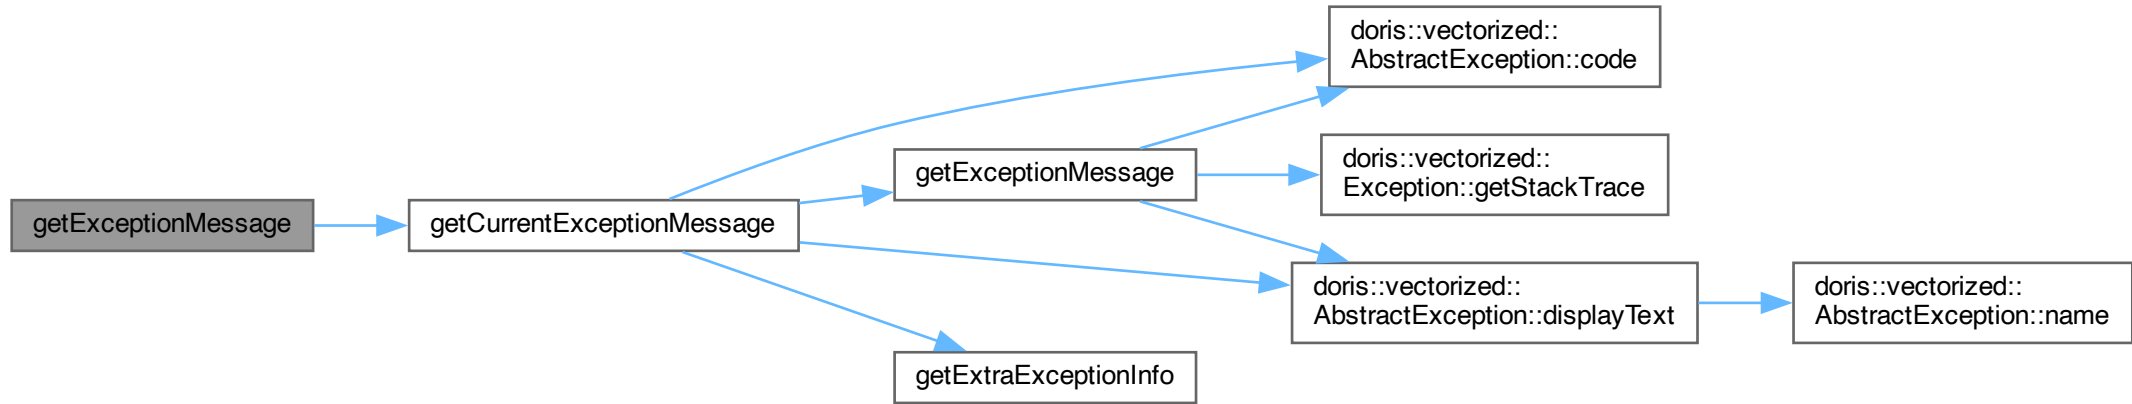 getExceptionMessage
getCurrentExceptionMessage
getExceptionMessage
getExtraExceptionInfo
doris::vectorized::
AbstractException::code
doris::vectorized::
Exception::getStackTrace
doris::vectorized::
AbstractException::displayText
doris::vectorized::
AbstractException::name